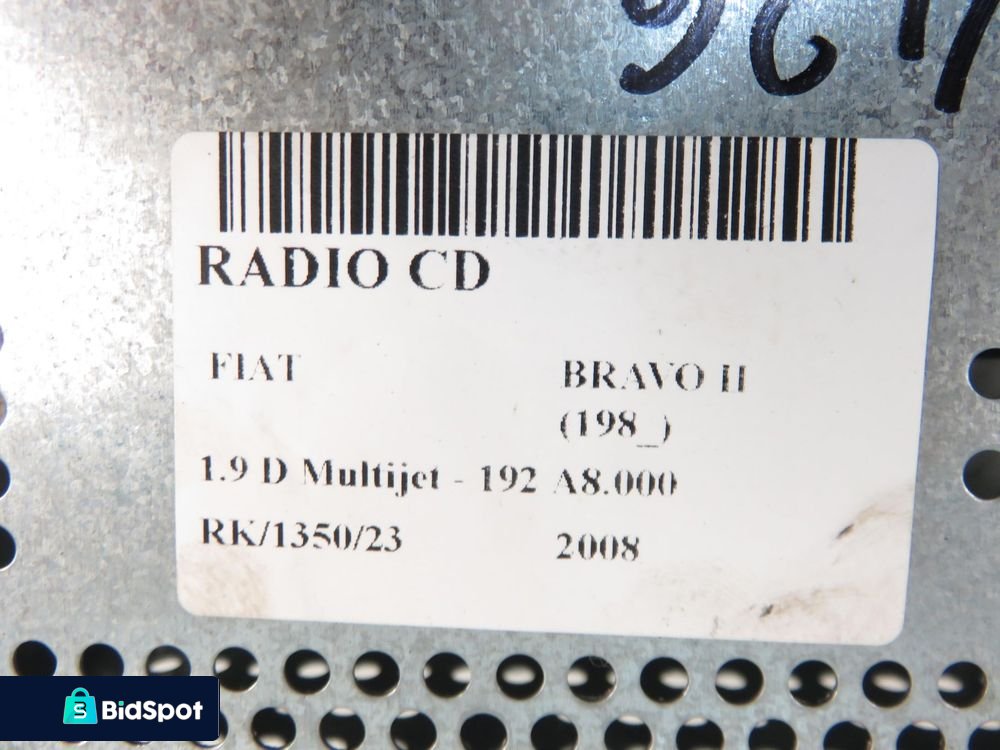 RADIO CD
FIAT BRAVO II
(198_)
1.9 D Multijet - 192 A8.000
RK/1350/23 2008
BidSpot